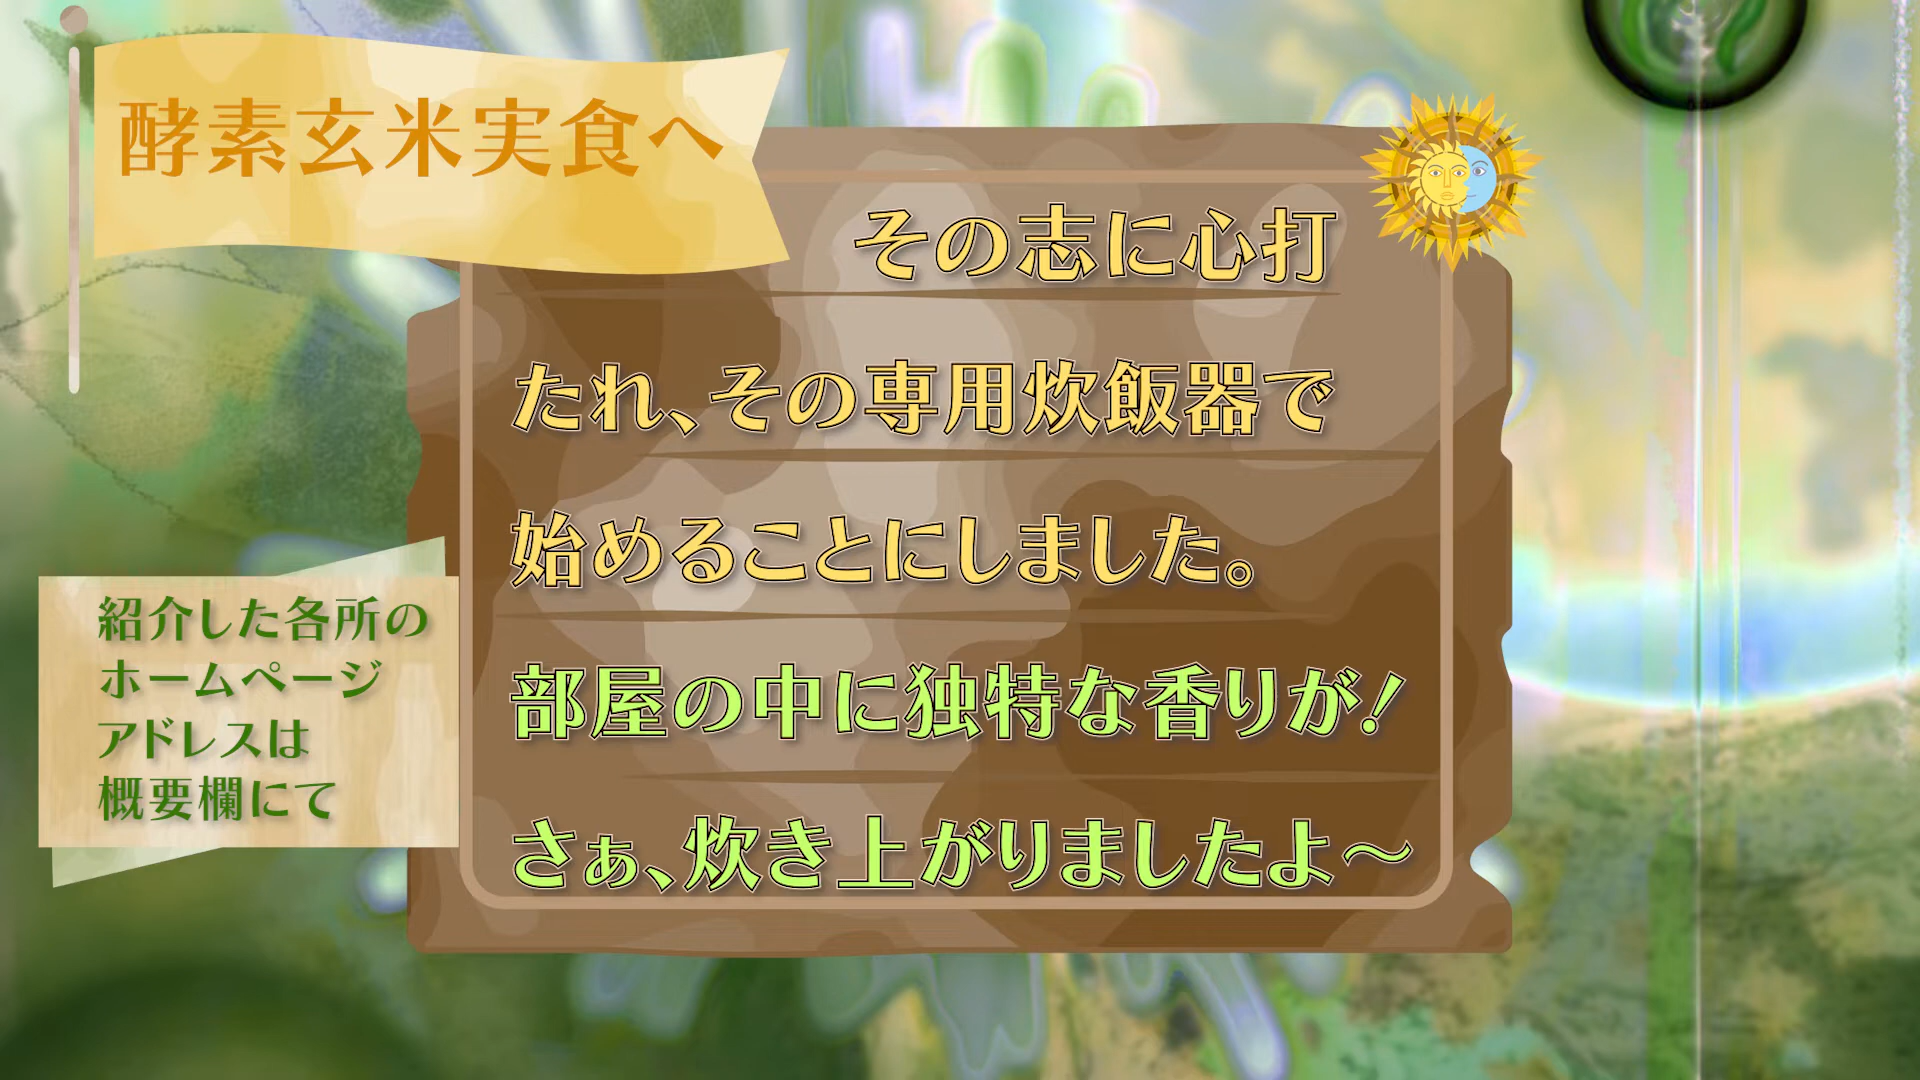 酵素玄米実食へ
その志に心打
たれ、その専用炊飯器で
始めることにしました。
部屋の中に独特な香りが!
さぁ、炊き上がりましたよ～
紹介した各所の
ホームページ
アドレスは
概要欄にて